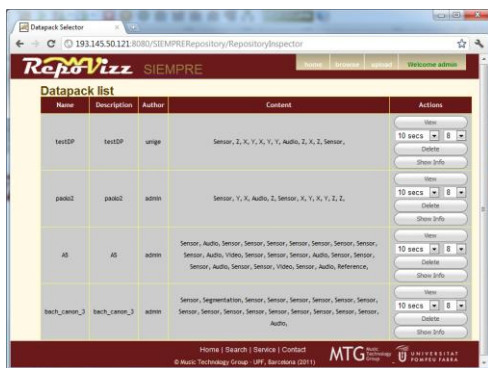 Datapack Selector
193.145.50.121:8080/SIEMPRERepository/RepositoryInspector
RepoVizz SIEMPRE
home browse upload Welcome admin
Datapack list
Name Description Author Content Actions
testDP testDP unige Sensor, Z, X, Y, X, Y, Y, Audio, Z, X, Z, Sensor,
View
10 secs 8
Delete
Show Info
paolo2 paolo2 admin Sensor, Y, X, Audio, Z, Sensor, X, Y, X, Y, Z, Z,
View
10 secs 8
Delete
Show Info
Sensor, Audio, Sensor, Sensor, Sensor, Sensor, Sensor, Sensor, Sensor, Sensor,
A5 A5 admin Sensor, Audio, Video, Sensor, Sensor, Sensor, Sensor, Audio, Sensor, Sensor,
Sensor, Audio, Sensor, Sensor, Video, Sensor, Audio, Reference,
View
10 secs 8
Delete
Show Info
Sensor, Segmentation, Sensor, Sensor, Sensor, Sensor, Sensor, Sensor, Sensor,
bach_canon_3 bach_canon_3 admin Sensor, Sensor, Sensor, Sensor, Sensor, Sensor, Sensor, Sensor, Sensor,
Audio,
View
10 secs 8
Delete
Show Info
Home | Search | Service | Contact
© Music Technology Group - UPF, Barcelona (2011)
MTG Music Technology Group
UNIVERSITAT POMPEU FABRA